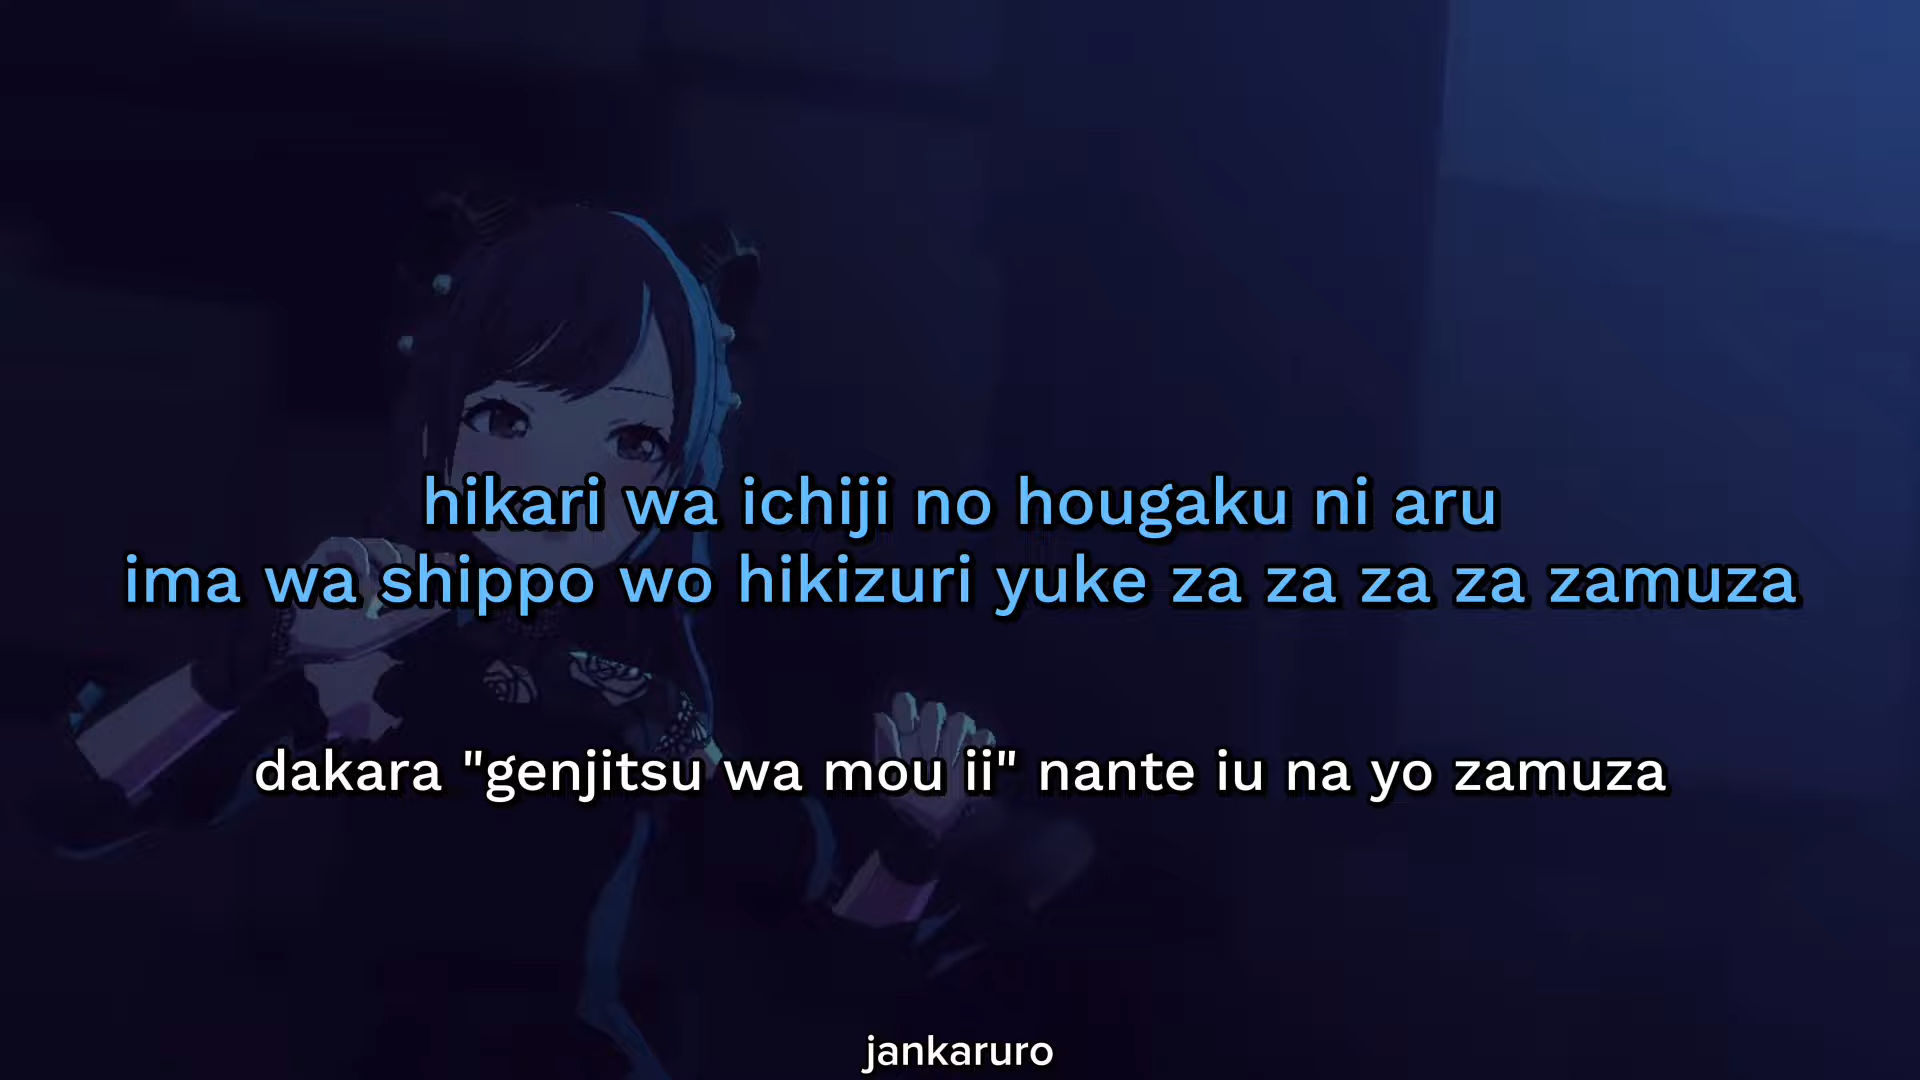 hikari wa ichiji no hougaku ni aru
ima wa shippo wo hikizuri yuke za za za za zamuza
dakara "genjitsu wa mou ii" nante iu na yo zamuza
jankaruro